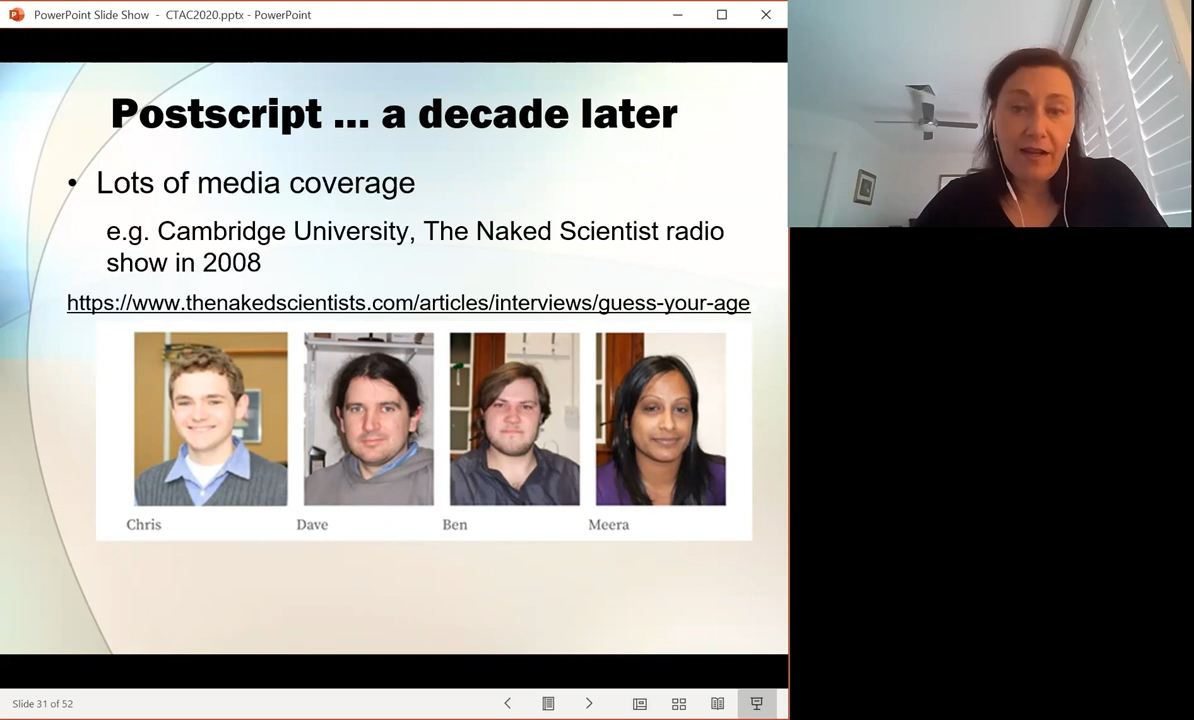 PowerPoint Slide Show - CTAC2020.pptx - PowerPoint
Postscript ... a decade later
• Lots of media coverage
e.g. Cambridge University, The Naked Scientist radio
show in 2008
https://www.thenakedscientists.com/articles/interviews/guess-your-age
Chris Dave Ben Meera
Slide 31 of 52